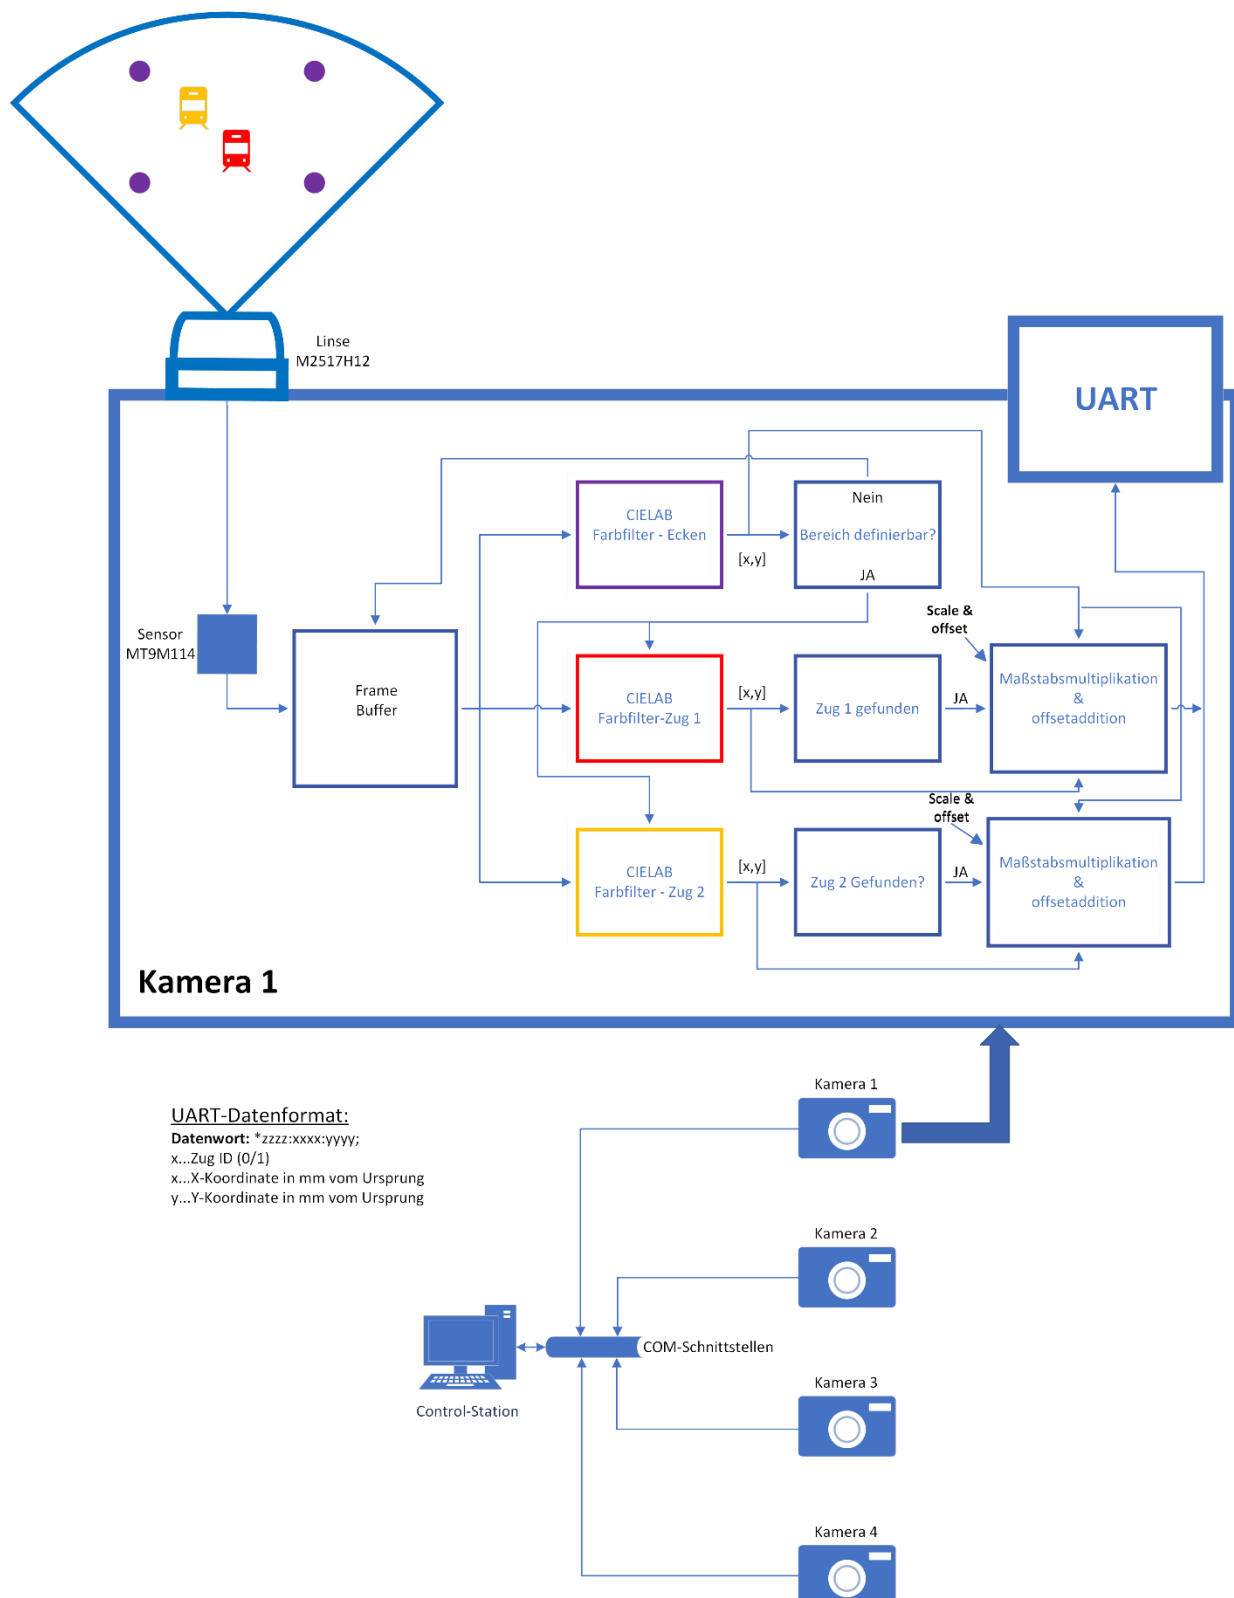 Linse
M2517H12
UART
Nein
CIELAB
Farbfilter - Ecken
Bereich definierbar?
[x,y]
JA
Scale &
offset
Sensor
MT9M114
Frame
Buffer
CIELAB
Farbfilter-Zug 1
[x,y]
Zug 1 gefunden
JA
Maßstabsmultiplikation
&
offsetaddition
Scale &
offset
CIELAB
Farbfilter - Zug 2
[x,y]
Zug 2 Gefunden?
JA
Maßstabsmultiplikation
&
offsetaddition
Kamera 1
Kamera 1
UART-Datenformat:
Datenwort: *zzzz:xxxx:yyyy;
x...Zug ID (0/1)
x...X-Koordinate in mm vom Ursprung
y...Y-Koordinate in mm vom Ursprung
Kamera 2
COM-Schnittstellen
Kamera 3
Control-Station
Kamera 4